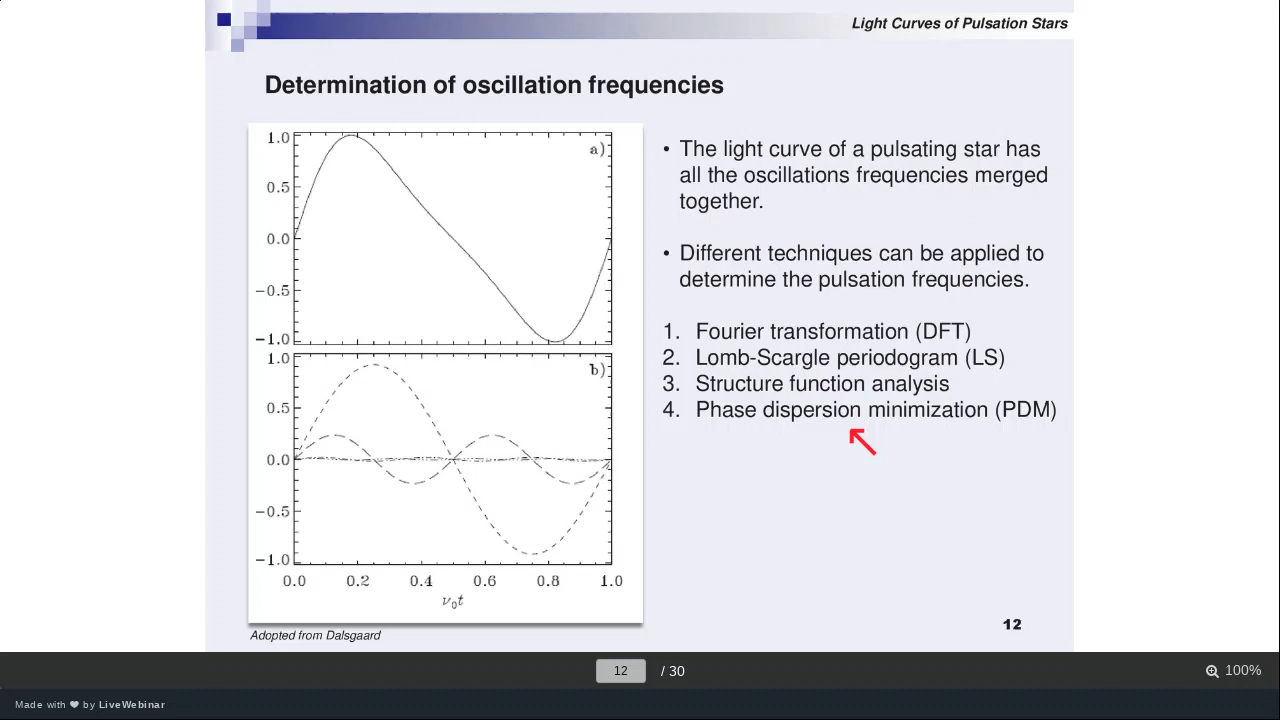 Light Curves of Pulsation Stars
Determination of oscillation frequencies
1.0
a)
0.5
0.0
−0.5
−1.0
1.0
b)
0.5
0.0
−0.5
−1.0
0.0 0.2 0.4 0.6 0.8 1.0
ν₀t
Adopted from Dalsgaard
• The light curve of a pulsating star has
all the oscillations frequencies merged
together.
• Different techniques can be applied to
determine the pulsation frequencies.
1. Fourier transformation (DFT)
2. Lomb-Scargle periodogram (LS)
3. Structure function analysis
4. Phase dispersion minimization (PDM)
12
12 / 30
100%
Made with ❤ by LiveWebinar